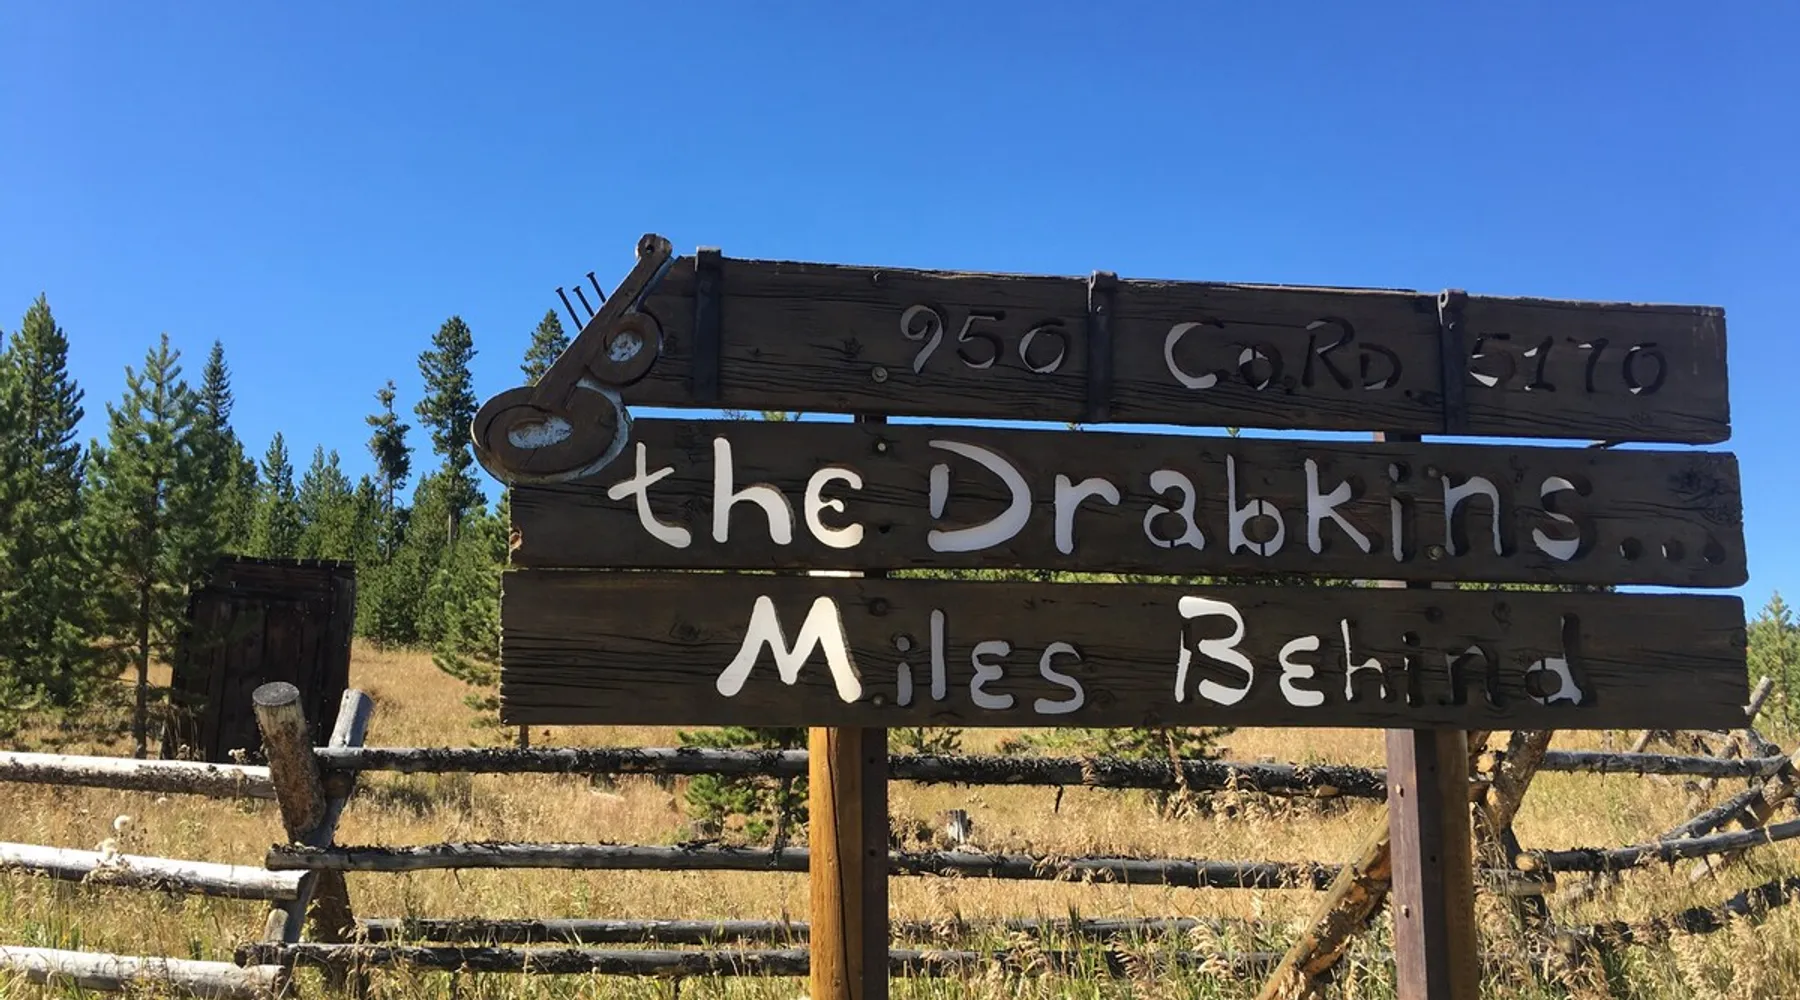 950 Co.Rd. 5170
the Drabkins...
Miles Behind